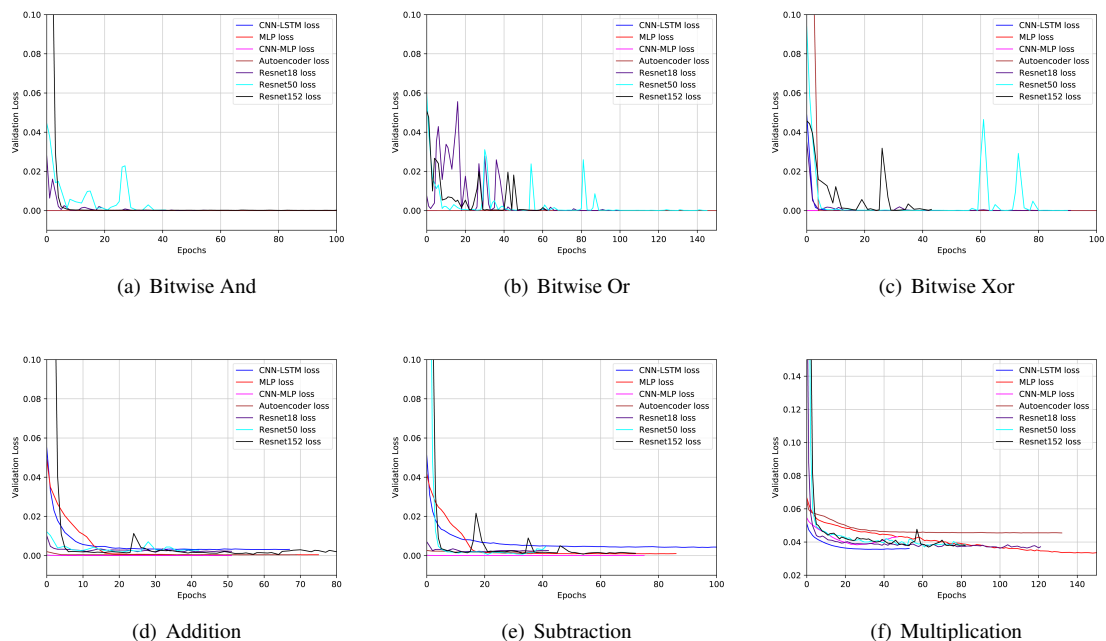 0.10
0.08
0.06
0.04
0.02
0.00
Validation Loss
0 20 40 60 80 100
Epochs
CNN-LSTM loss
MLP loss
CNN-MLP loss
Autoencoder loss
Resnet18 loss
Resnet50 loss
Resnet152 loss
(a) Bitwise And
0.10
0.08
0.06
0.04
0.02
0.00
Validation Loss
0 20 40 60 80 100 120 140
Epochs
CNN-LSTM loss
MLP loss
CNN-MLP loss
Autoencoder loss
Resnet18 loss
Resnet50 loss
Resnet152 loss
(b) Bitwise Or
0.10
0.08
0.06
0.04
0.02
0.00
Validation Loss
0 20 40 60 80 100
Epochs
CNN-LSTM loss
MLP loss
CNN-MLP loss
Autoencoder loss
Resnet18 loss
Resnet50 loss
Resnet152 loss
(c) Bitwise Xor
0.10
0.08
0.06
0.04
0.02
0.00
Validation Loss
0 10 20 30 40 50 60 70 80
Epochs
CNN-LSTM loss
MLP loss
CNN-MLP loss
Autoencoder loss
Resnet18 loss
Resnet50 loss
Resnet152 loss
(d) Addition
0.10
0.08
0.06
0.04
0.02
0.00
Validation Loss
0 20 40 60 80 100
Epochs
CNN-LSTM loss
MLP loss
CNN-MLP loss
Autoencoder loss
Resnet18 loss
Resnet50 loss
Resnet152 loss
(e) Subtraction
0.14
0.12
0.10
0.08
0.06
0.04
0.02
Validation Loss
0 20 40 60 80 100 120 140
Epochs
CNN-LSTM loss
MLP loss
CNN-MLP loss
Autoencoder loss
Resnet18 loss
Resnet50 loss
Resnet152 loss
(f) Multiplication